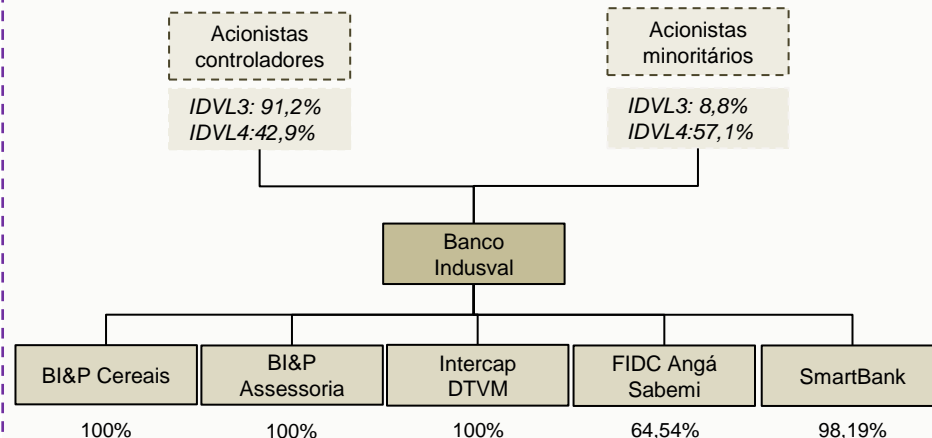 Acionistas
controladores
Acionistas
minoritários
IDVL3: 91,2%
IDVL4:42,9%
IDVL3: 8,8%
IDVL4:57,1%
Banco
Indusval
BI&P Cereais
BI&P
Assessoria
Intercap
DTVM
FIDC Angá
Sabemi
SmartBank
100%
100%
100%
64,54%
98,19%